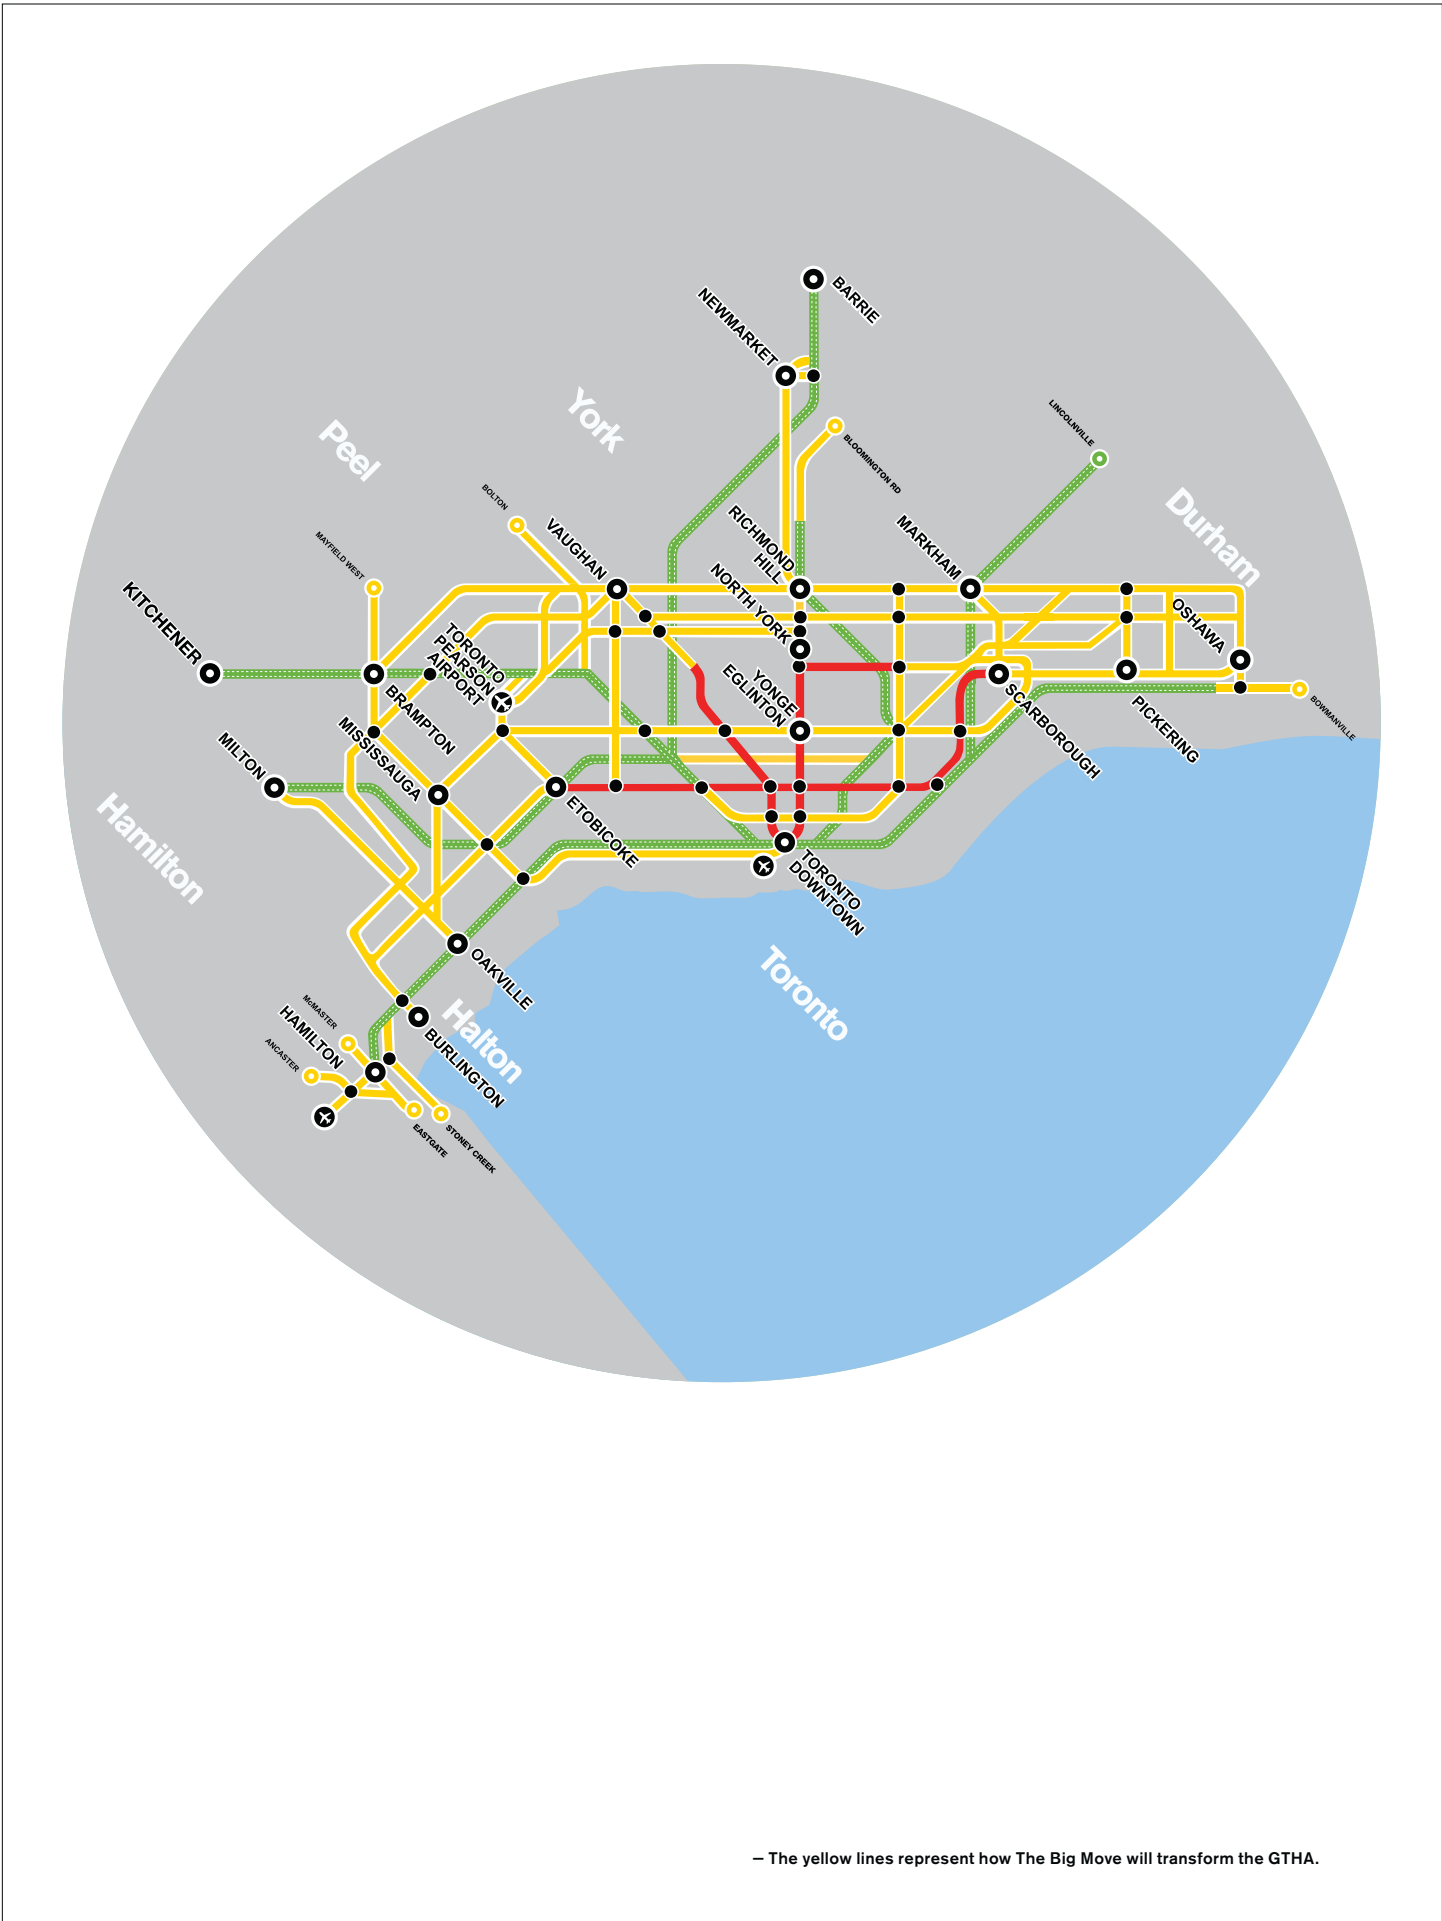 BARRIE
NEWMARKET
York
Peel
LINCOLNVILLE
BLOOMINGTON RD
BOLTON
Durham
MAYFIELD WEST
VAUGHAN
RICHMOND
HILL
MARKHAM
KITCHENER
NORTH YORK
OSHAWA
TORONTO
PEARSON
AIRPORT
YONGE
EGLINTON
BRAMPTON
SCARBOROUGH
PICKERING
BOWMANVILLE
MISSISSAUGA
MILTON
Hamilton
ETOBICOKE
TORONTO
DOWNTOWN
OAKVILLE
Toronto
McMASTER
HAMILTON
Halton
ANCASTER
BURLINGTON
EASTGATE
STONEY CREEK
– The yellow lines represent how The Big Move will transform the GTHA.